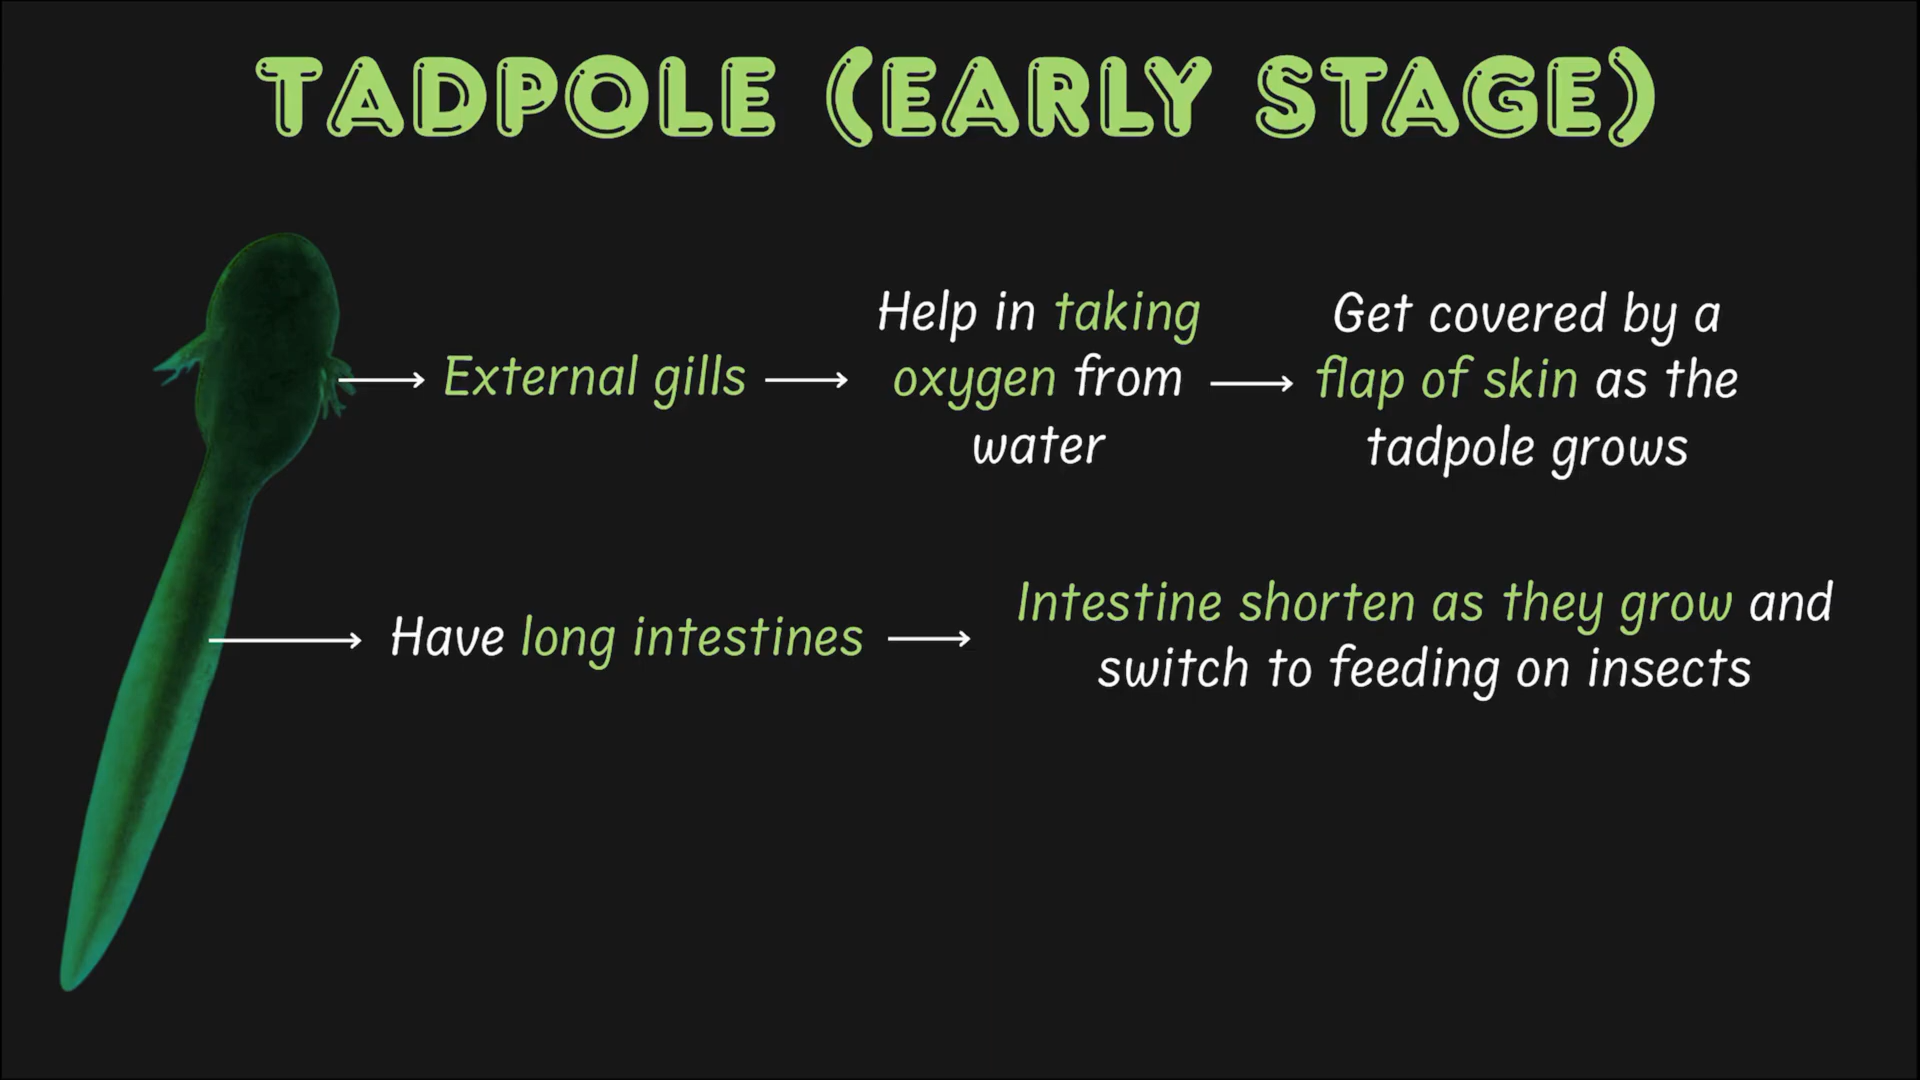 TADPOLE (EARLY STAGE)
External gills
Help in taking
oxygen from
water
Get covered by a
flap of skin as the
tadpole grows
Have long intestines
Intestine shorten as they grow and
switch to feeding on insects